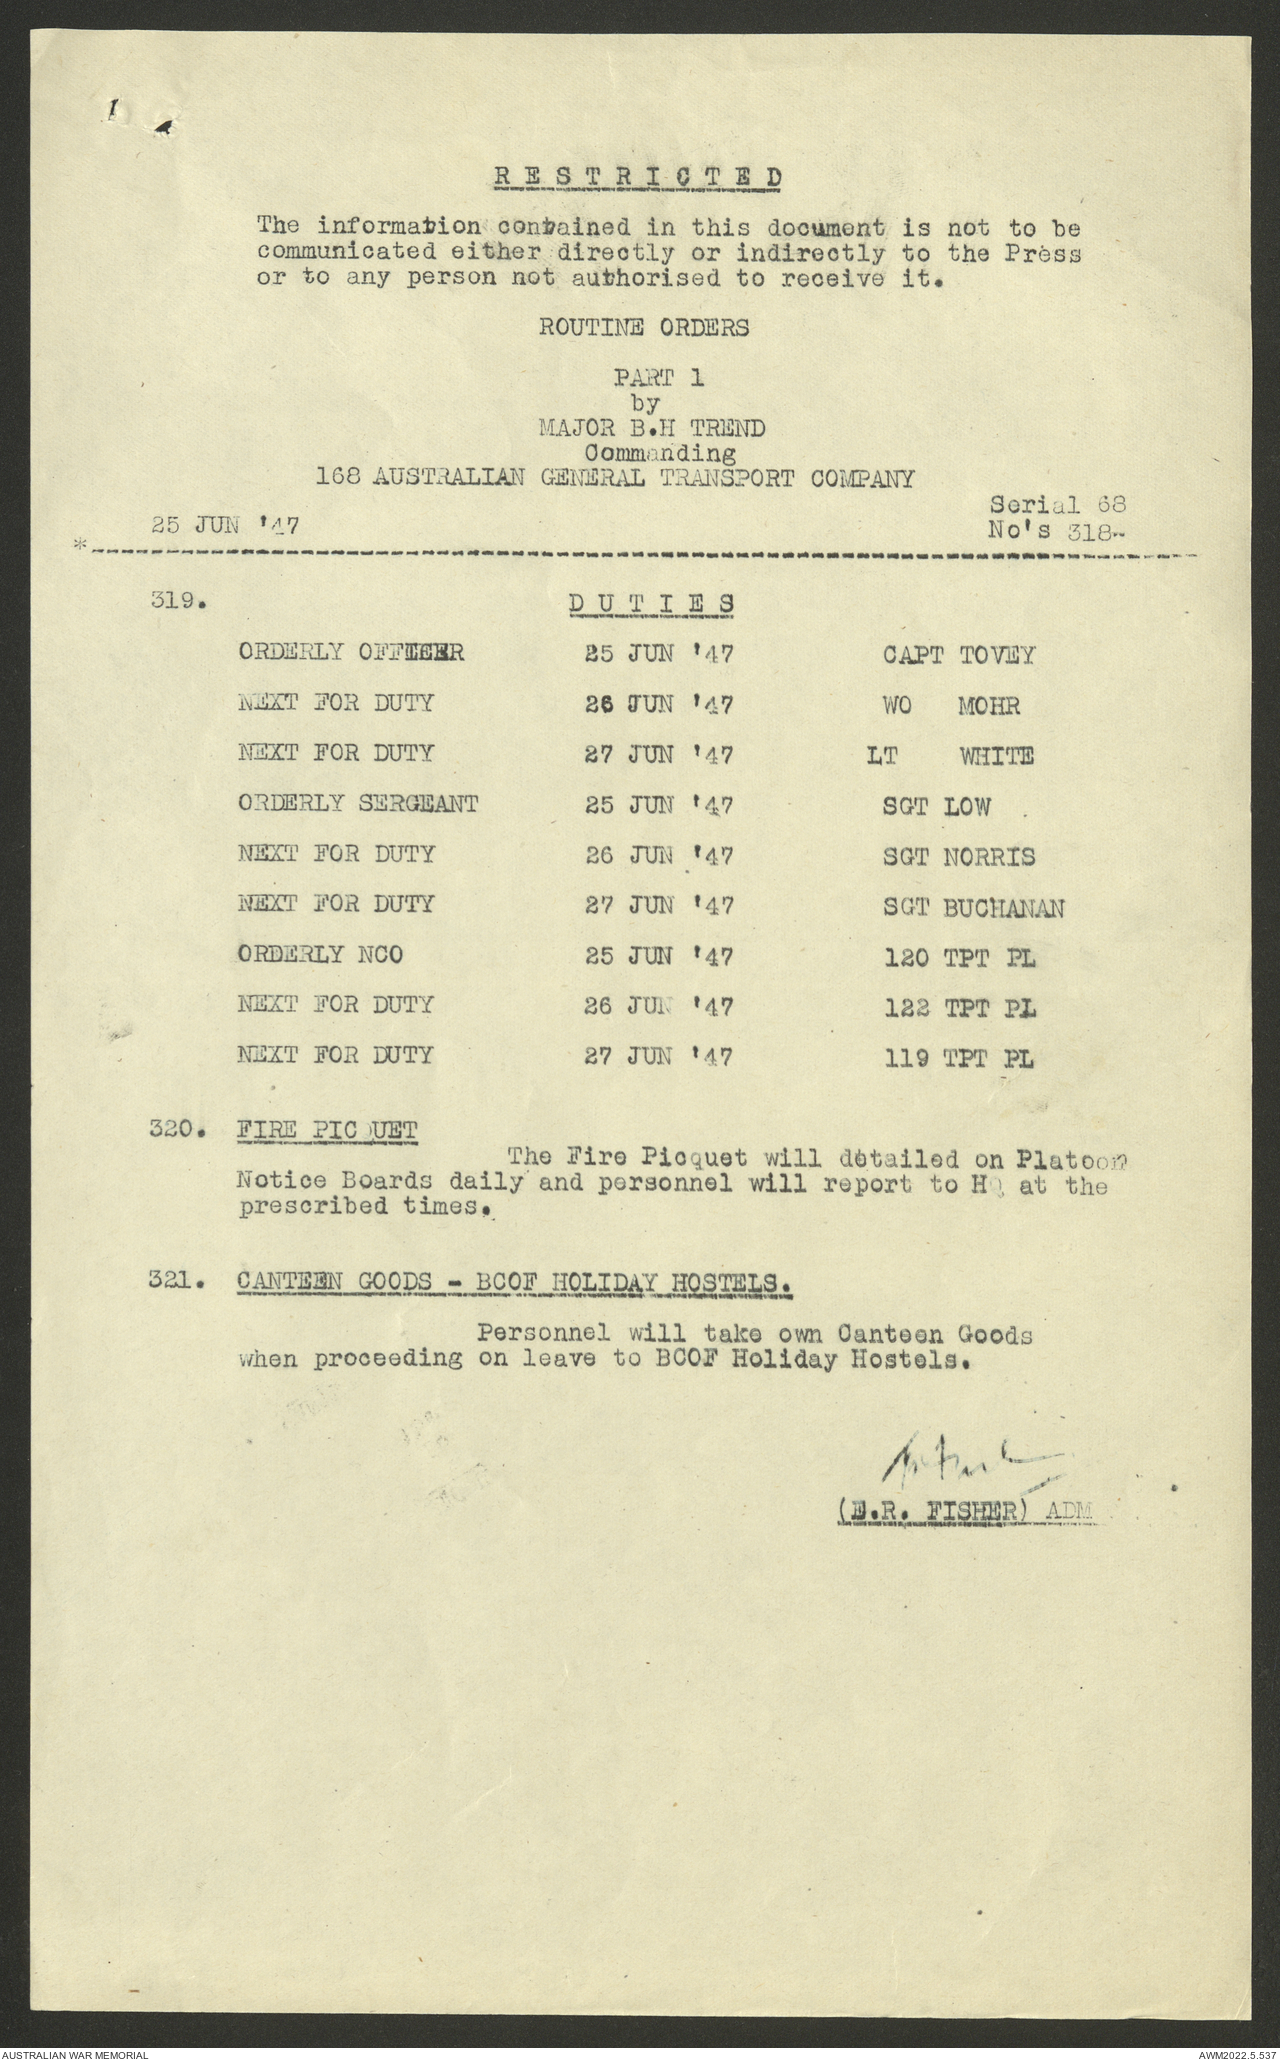 1
R E S T R I C T E D
The information contained in this document is not to be
communicated either directly or indirectly to the Press
or to any person not authorised to receive it.
ROUTINE ORDERS
PART 1
by
MAJOR B.H TREND
Commanding
168 AUSTRALIAN GENERAL TRANSPORT COMPANY
Serial 68
25 JUN '47 No's 318-
*
319. D U T I E S
ORDERLY OFFICER 25 JUN '47 CAPT TOVEY
NEXT FOR DUTY 26 JUN '47 WO MOHR
NEXT FOR DUTY 27 JUN '47 LT WHITE
ORDERLY SERGEANT 25 JUN '47 SGT LOW
NEXT FOR DUTY 26 JUN '47 SGT NORRIS
NEXT FOR DUTY 27 JUN '47 SGT BUCHANAN
ORDERLY NCO 25 JUN '47 120 TPT PL
NEXT FOR DUTY 26 JUN '47 122 TPT PL
NEXT FOR DUTY 27 JUN '47 119 TPT PL
320. FIRE PICQUET
The Fire Picquet will detailed on Platoon
Notice Boards daily and personnel will report to HQ at the
prescribed times.
321. CANTEEN GOODS - BCOF HOLIDAY HOSTELS.
Personnel will take own Canteen Goods
when proceeding on leave to BCOF Holiday Hostels.
(E.R. FISHER) ADM
AUSTRALIAN WAR MEMORIAL AWM2022.5.537